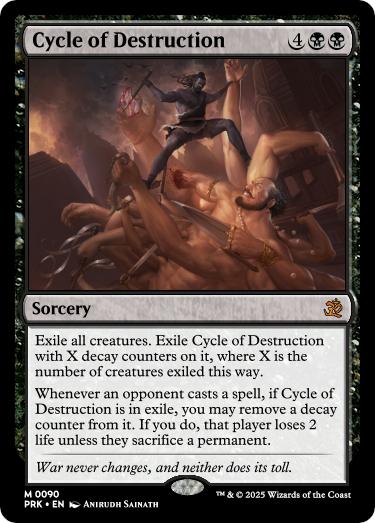 Cycle of Destruction 4
Sorcery
Exile all creatures. Exile Cycle of Destruction
with X decay counters on it, where X is the
number of creatures exiled this way.
Whenever an opponent casts a spell, if Cycle of
Destruction is in exile, you may remove a decay
counter from it. If you do, that player loses 2
life unless they sacrifice a permanent.
War never changes, and neither does its toll.
M 0090
PRK • EN Anirudh Sainath
™ & © 2025 Wizards of the Coast